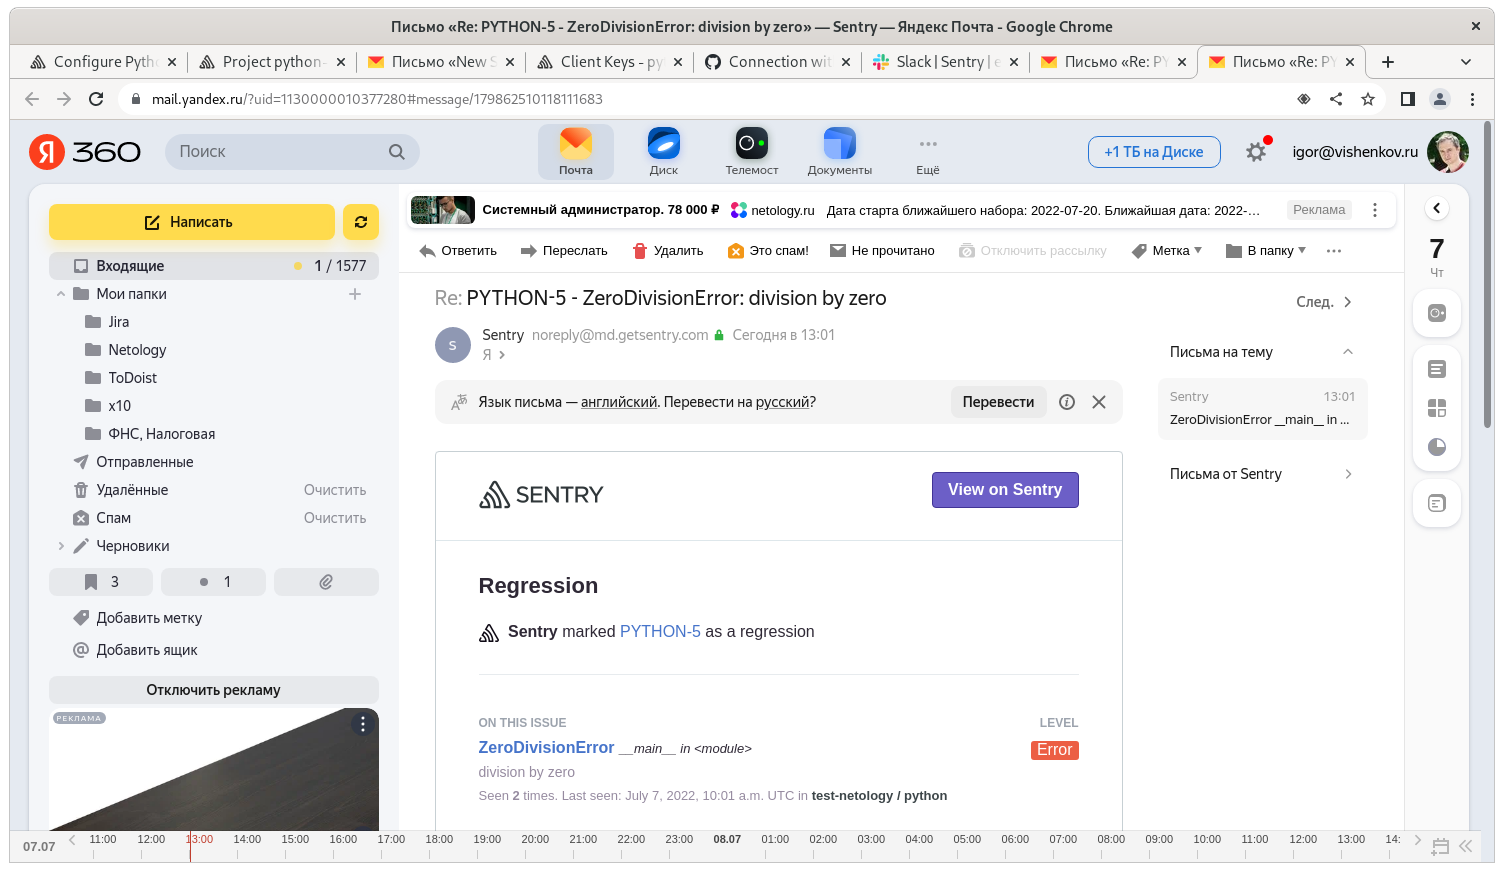 Письмо «Re: PYTHON-5 - ZeroDivisionError: division by zero» — Sentry — Яндекс Почта - Google Chrome
Configure Pyth
Project python-
Письмо «New S
Client Keys - py
Connection wit
Slack | Sentry | e
Письмо «Re: PY
Письмо «Re: PY
mail.yandex.ru/?uid=1130000010377280#message/179862510118111683
Я 360
Поиск
Почта
Диск
Телемост
Документы
Ещё
+1 ТБ на Диске
igor@vishenkov.ru
Написать
Системный администратор. 78 000 ₽
netology.ru
Дата старта ближайшего набора: 2022-07-20. Ближайшая дата: 2022-...
Реклама
Ответить
Переслать
Удалить
Это спам!
Не прочитано
Отключить рассылку
Метка
В папку
Входящие
1 / 1577
Мои папки
Jira
Netology
ToDoist
x10
ФНС, Налоговая
Отправленные
Удалённые
Очистить
Спам
Очистить
Черновики
3
1
Добавить метку
Добавить ящик
Отключить рекламу
РЕКЛАМА
Re: PYTHON-5 - ZeroDivisionError: division by zero
След.
S
Sentry noreply@md.getsentry.com Сегодня в 13:01
Я
Язык письма — английский. Перевести на русский?
Перевести
SENTRY
View on Sentry
Regression
Sentry marked PYTHON-5 as a regression
ON THIS ISSUE
LEVEL
ZeroDivisionError __main__ in <module>
Error
division by zero
Seen 2 times. Last seen: July 7, 2022, 10:01 a.m. UTC in test-netology / python
Письма на тему
Sentry
13:01
ZeroDivisionError __main__ in ...
Письма от Sentry
7
Чт
07.07
11:00 12:00 13:00 14:00 15:00 16:00 17:00 18:00 19:00 20:00 21:00 22:00 23:00 08.07 01:00 02:00 03:00 04:00 05:00 06:00 07:00 08:00 09:00 10:00 11:00 12:00 13:00 14: